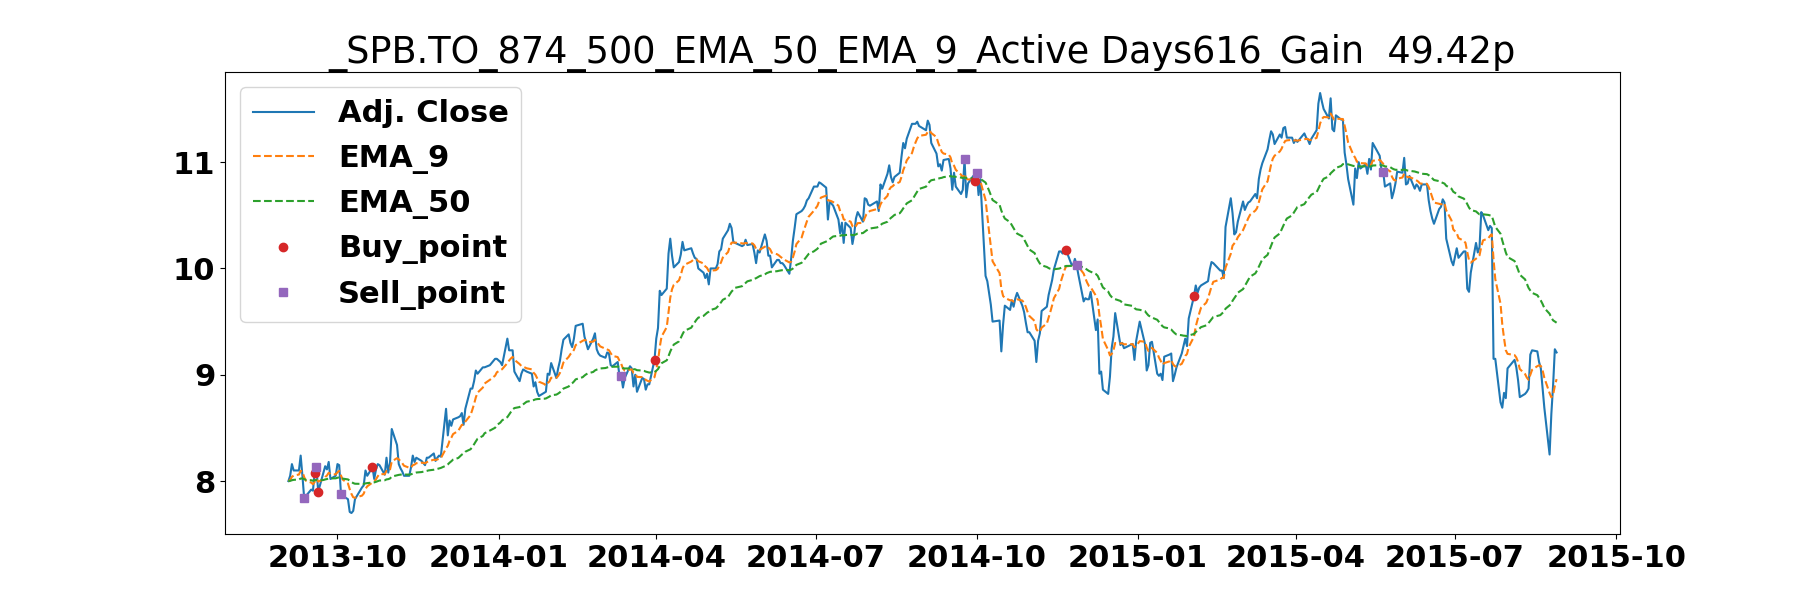 _SPB.TO_874_500_EMA_50_EMA_9_Active Days616_Gain  49.42p
Adj. Close
EMA_9
EMA_50
Buy_point
Sell_point
11
10
9
8
2013-10 2014-01 2014-04 2014-07 2014-10 2015-01 2015-04 2015-07 2015-10